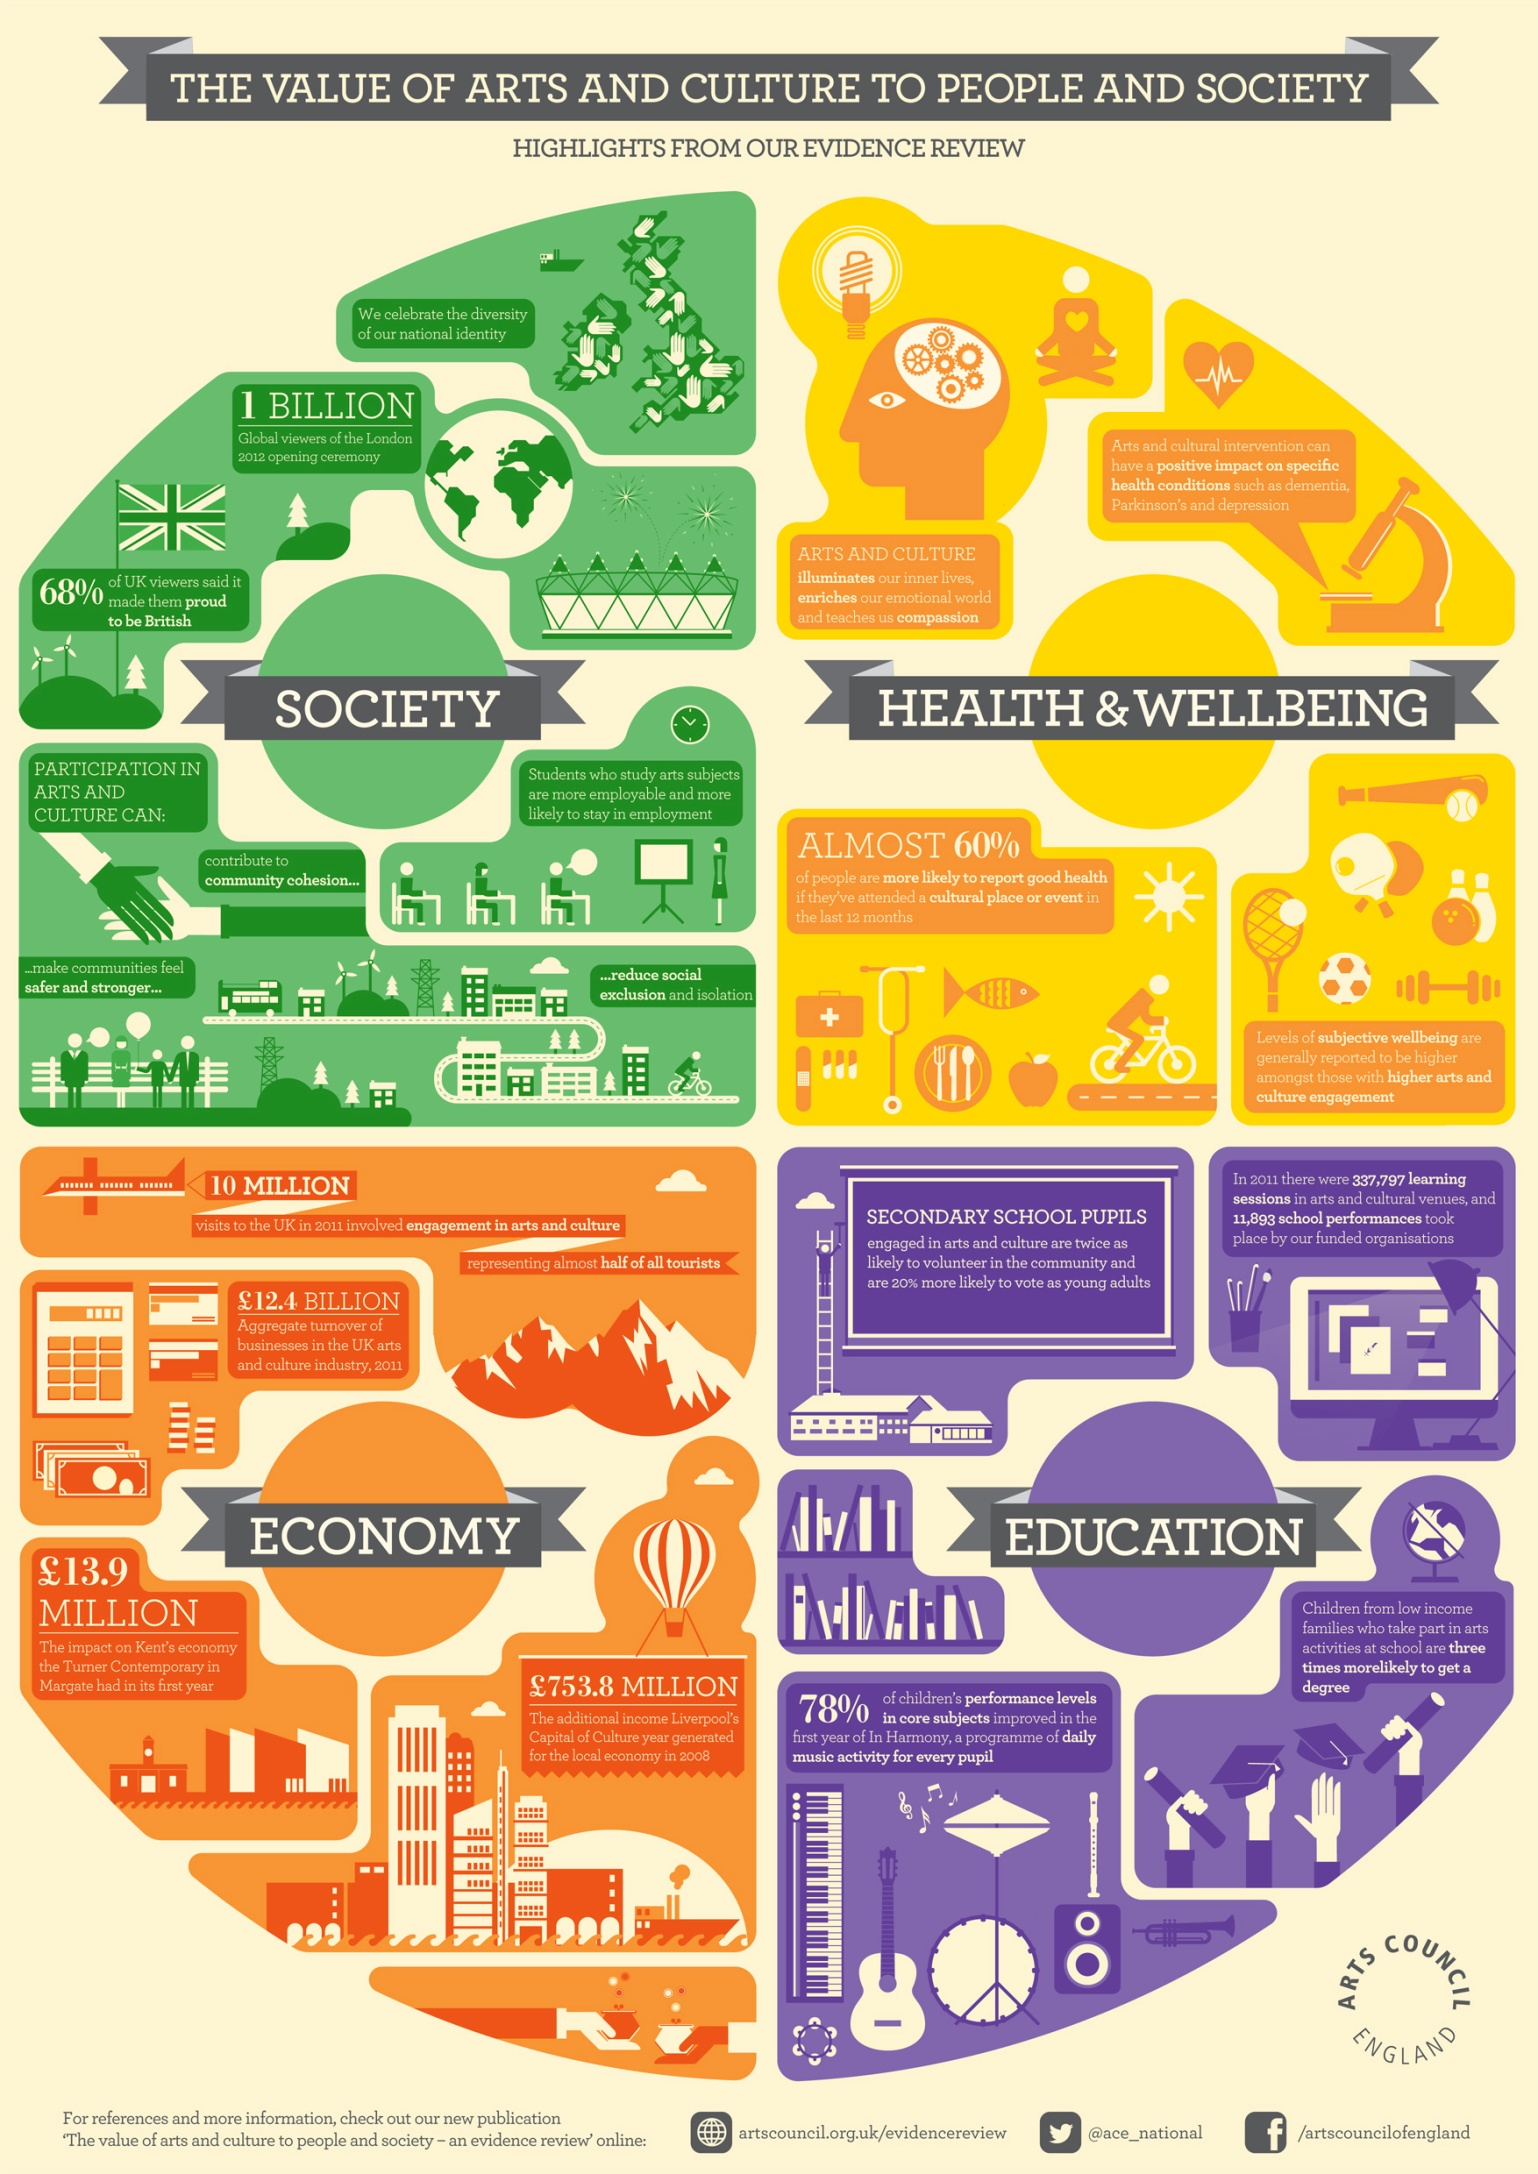 THE VALUE OF ARTS AND CULTURE TO PEOPLE AND SOCIETY
HIGHLIGHTS FROM OUR EVIDENCE REVIEW
We celebrate the diversity
of our national identity
1 BILLION
Global viewers of the London
2012 opening ceremony
68% of UK viewers said it
made them proud
to be British
SOCIETY
PARTICIPATION IN
ARTS AND
CULTURE CAN:
contribute to
community cohesion...
Students who study arts subjects
are more employable and more
likely to stay in employment
...make communities feel
safer and stronger...
...reduce social
exclusion and isolation
ARTS AND CULTURE
illuminates our inner lives,
enriches our emotional world
and teaches us compassion
Arts and cultural intervention can
have a positive impact on specific
health conditions such as dementia,
Parkinson's and depression
HEALTH & WELLBEING
ALMOST 60%
of people are more likely to report good health
if they've attended a cultural place or event in
the last 12 months
Levels of subjective wellbeing are
generally reported to be higher
amongst those with higher arts and
culture engagement
10 MILLION
visits to the UK in 2011 involved engagement in arts and culture
representing almost half of all tourists
£12.4 BILLION
Aggregate turnover of
businesses in the UK arts
and culture industry, 2011
ECONOMY
£13.9
MILLION
The impact on Kent's economy
the Turner Contemporary in
Margate had in its first year
£753.8 MILLION
The additional income Liverpool's
Capital of Culture year generated
for the local economy in 2008
SECONDARY SCHOOL PUPILS
engaged in arts and culture are twice as
likely to volunteer in the community and
are 20% more likely to vote as young adults
In 2011 there were 337,797 learning
sessions in arts and cultural venues, and
11,893 school performances took
place by our funded organisations
EDUCATION
Children from low income
families who take part in arts
activities at school are three
times morelikely to get a
degree
78% of children's performance levels
in core subjects improved in the
first year of In Harmony, a programme of daily
music activity for every pupil
ARTS COUNCIL
ENGLAND
For references and more information, check out our new publication
'The value of arts and culture to people and society – an evidence review' online:
artscouncil.org.uk/evidencereview
@ace_national
/artscouncilofengland